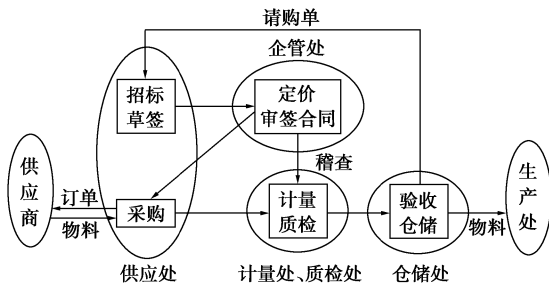 请购单
企管处
招标
草签
定价
审签合同
稽查
供应商
订单
物料
采购
计量
质检
验收
仓储
物料
生产处
供应处
计量处、质检处
仓储处